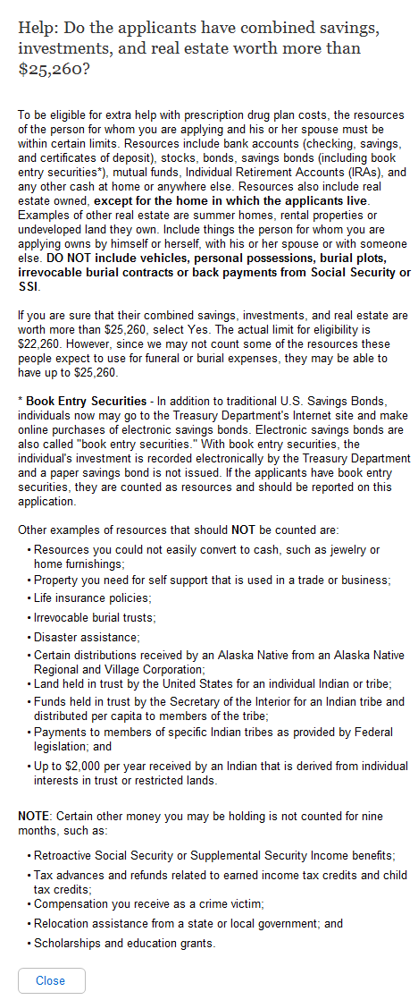 Help: Do the applicants have combined savings,
investments, and real estate worth more than
$25,260?
To be eligible for extra help with prescription drug plan costs, the resources
of the person for whom you are applying and his or her spouse must be
within certain limits. Resources include bank accounts (checking, savings,
and certificates of deposit), stocks, bonds, savings bonds (including book
entry securities*), mutual funds, Individual Retirement Accounts (IRAs), and
any other cash at home or anywhere else. Resources also include real
estate owned, except for the home in which the applicants live.
Examples of other real estate are summer homes, rental properties or
undeveloped land they own. Include things the person for whom you are
applying owns by himself or herself, with his or her spouse or with someone
else. DO NOT include vehicles, personal possessions, burial plots,
irrevocable burial contracts or back payments from Social Security or
SSI.
If you are sure that their combined savings, investments, and real estate are
worth more than $25,260, select Yes. The actual limit for eligibility is
$22,260. However, since we may not count some of the resources these
people expect to use for funeral or burial expenses, they may be able to
have up to $25,260.
* Book Entry Securities - In addition to traditional U.S. Savings Bonds,
individuals now may go to the Treasury Department's Internet site and make
online purchases of electronic savings bonds. Electronic savings bonds are
also called "book entry securities." With book entry securities, the
individual's investment is recorded electronically by the Treasury Department
and a paper savings bond is not issued. If the applicants have book entry
securities, they are counted as resources and should be reported on this
application.
Other examples of resources that should NOT be counted are:
• Resources you could not easily convert to cash, such as jewelry or
home furnishings;
• Property you need for self support that is used in a trade or business;
• Life insurance policies;
• Irrevocable burial trusts;
• Disaster assistance;
• Certain distributions received by an Alaska Native from an Alaska Native
Regional and Village Corporation;
• Land held in trust by the United States for an individual Indian or tribe;
• Funds held in trust by the Secretary of the Interior for an Indian tribe and
distributed per capita to members of the tribe;
• Payments to members of specific Indian tribes as provided by Federal
legislation; and
• Up to $2,000 per year received by an Indian that is derived from individual
interests in trust or restricted lands.
NOTE: Certain other money you may be holding is not counted for nine
months, such as:
• Retroactive Social Security or Supplemental Security Income benefits;
• Tax advances and refunds related to earned income tax credits and child
tax credits;
• Compensation you receive as a crime victim;
• Relocation assistance from a state or local government; and
• Scholarships and education grants.
Close